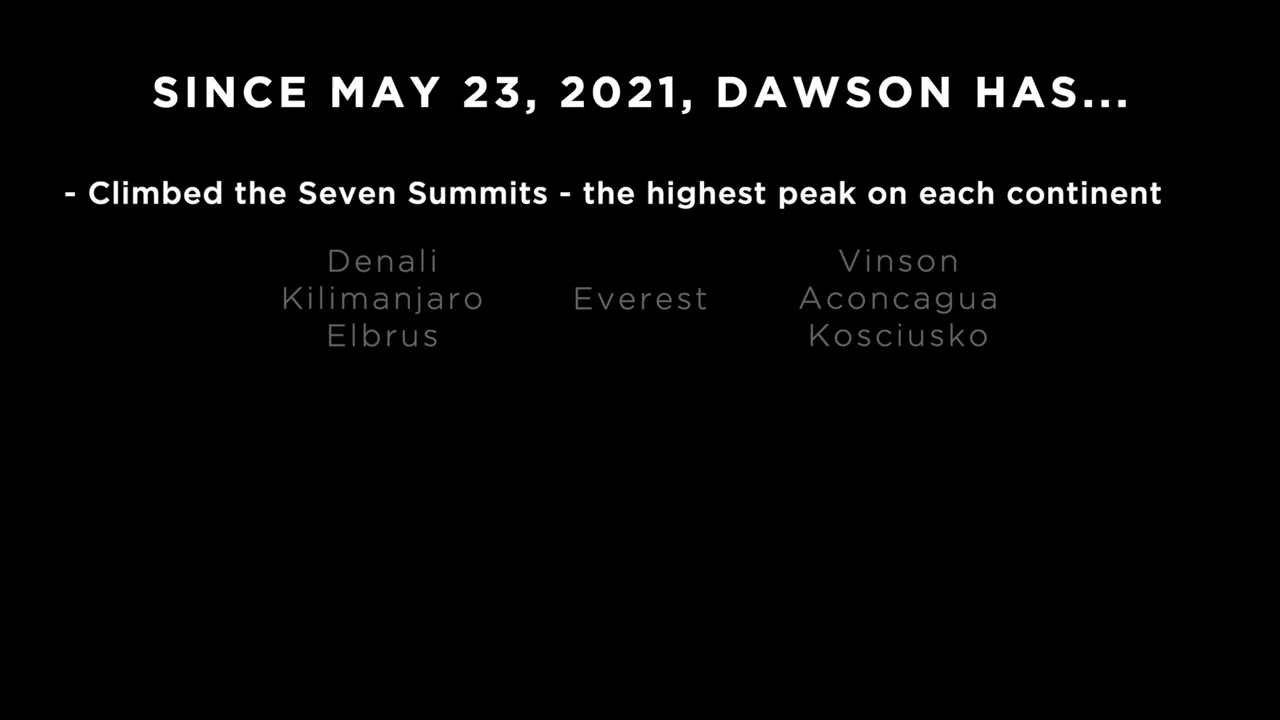 SINCE MAY 23, 2021, DAWSON HAS...
- Climbed the Seven Summits - the highest peak on each continent
Denali
Kilimanjaro
Elbrus
Everest
Vinson
Aconcagua
Kosciusko